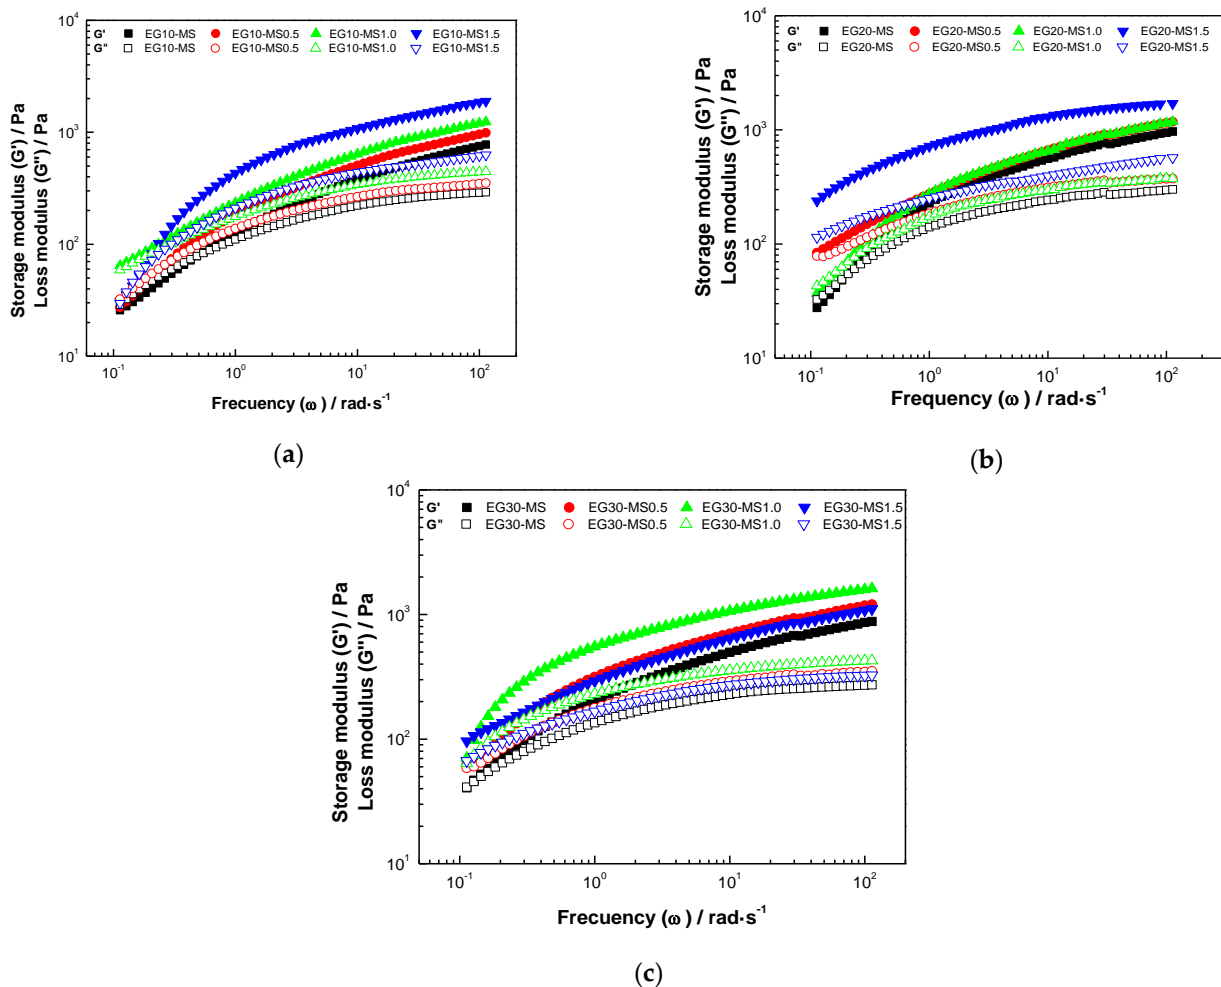 G' EG10-MS EG10-MS0.5 EG10-MS1.0 EG10-MS1.5
G" EG10-MS EG10-MS0.5 EG10-MS1.0 EG10-MS1.5
Storage modulus (G') / Pa
Loss modulus (G") / Pa
10⁴
10³
10²
10¹
10⁻¹ 10⁰ 10¹ 10²
Frecuency (ω) / rad·s⁻¹
(a)
G' EG20-MS EG20-MS0.5 EG20-MS1.0 EG20-MS1.5
G" EG20-MS EG20-MS0.5 EG20-MS1.0 EG20-MS1.5
Storage modulus (G') / Pa
Loss modulus (G") / Pa
10⁴
10³
10²
10¹
10⁻¹ 10⁰ 10¹ 10²
Frequency (ω) / rad·s⁻¹
(b)
G' EG30-MS EG30-MS0.5 EG30-MS1.0 EG30-MS1.5
G" EG30-MS EG30-MS0.5 EG30-MS1.0 EG30-MS1.5
Storage modulus (G') / Pa
Loss modulus (G") / Pa
10⁴
10³
10²
10¹
10⁻¹ 10⁰ 10¹ 10²
Frecuency (ω) / rad·s⁻¹
(c)